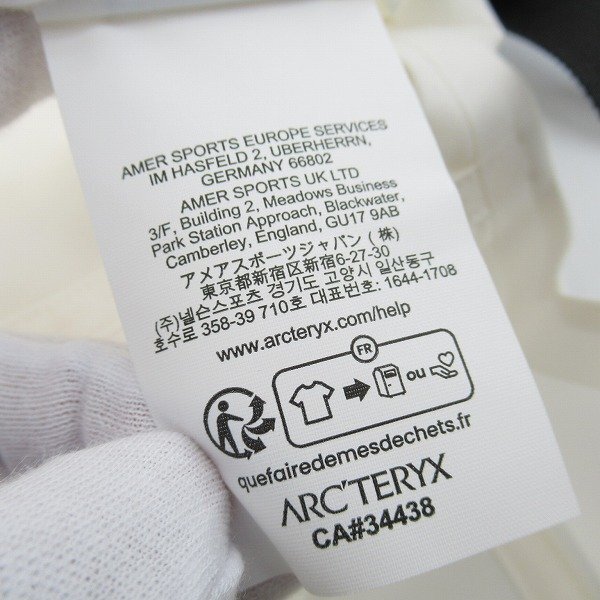 AMER SPORTS EUROPE SERVICES
IM HASFELD 2, UBERHERRN,
GERMANY 66802
AMER SPORTS UK LTD
3/F, Building 2, Meadows Business
Park Station Approach, Blackwater,
Camberley, England, GU17 9AB
アメアスポーツジャパン (株)
東京都新宿区新宿6-27-30
(주)넬슨스포츠 경기도 고양시 일산동구
호수로 358-39 710호 대표번호: 1644-1708
www.arcteryx.com/help
FR
ou
quefairedemesdechets.fr
ARC'TERYX
CA#34438